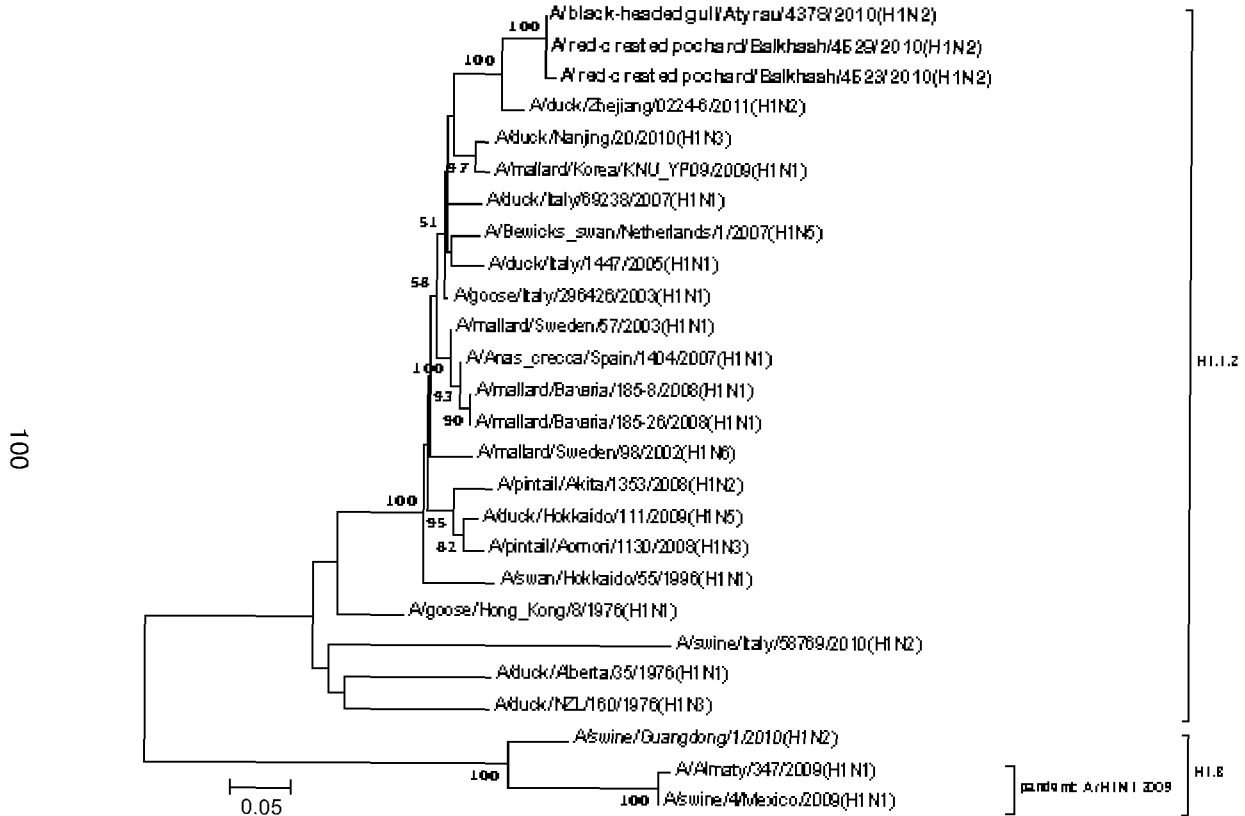 A/black-headed gull/Atyrau/4378/2010(H1N2)
100
A/red-crested pochard/Balkhash/4529/2010(H1N2)
A/red-crested pochard/Balkhash/4523/2010(H1N2)
100
A/duck/Zhejiang/0224-6/2011(H1N2)
A/duck/Nanjing/20/2010(H1N3)
97
A/mallard/Korea/KNU_YP09/2009(H1N1)
A/duck/Italy/69238/2007(H1N1)
51
A/Bewicks_swan/Netherlands/1/2007(H1N5)
A/duck/Italy/1447/2005(H1N1)
58
A/goose/Italy/296426/2003(H1N1)
A/mallard/Sweden/57/2003(H1N1)
A/Anas_crecca/Spain/1404/2007(H1N1)
H1.1.2
100
A/mallard/Bavaria/185-8/2008(H1N1)
93
90
A/mallard/Bavaria/185-26/2008(H1N1)
100
A/mallard/Sweden/98/2002(H1N6)
A/pintail/Akita/1353/2008(H1N2)
100
95
A/duck/Hokkaido/111/2009(H1N5)
82
A/pintail/Aomori/1130/2008(H1N3)
A/swan/Hokkaido/55/1996(H1N1)
A/goose/Hong_Kong/8/1976(H1N1)
A/swine/Italy/58769/2010(H1N2)
A/duck/Alberta/35/1976(H1N1)
A/duck/NZL/160/1976(H1N3)
A/swine/Guangdong/1/2010(H1N2)
100
A/Almaty/347/2009(H1N1)
100
A/swine/4/Mexico/2009(H1N1)
pandemic A/H1N1 2009
0.05